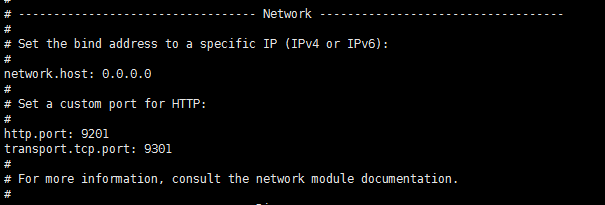 #
# ---------------------------------- Network -----------------------------------
#
# Set the bind address to a specific IP (IPv4 or IPv6):
#
network.host: 0.0.0.0
#
# Set a custom port for HTTP:
#
http.port: 9201
transport.tcp.port: 9301
#
# For more information, consult the network module documentation.
#